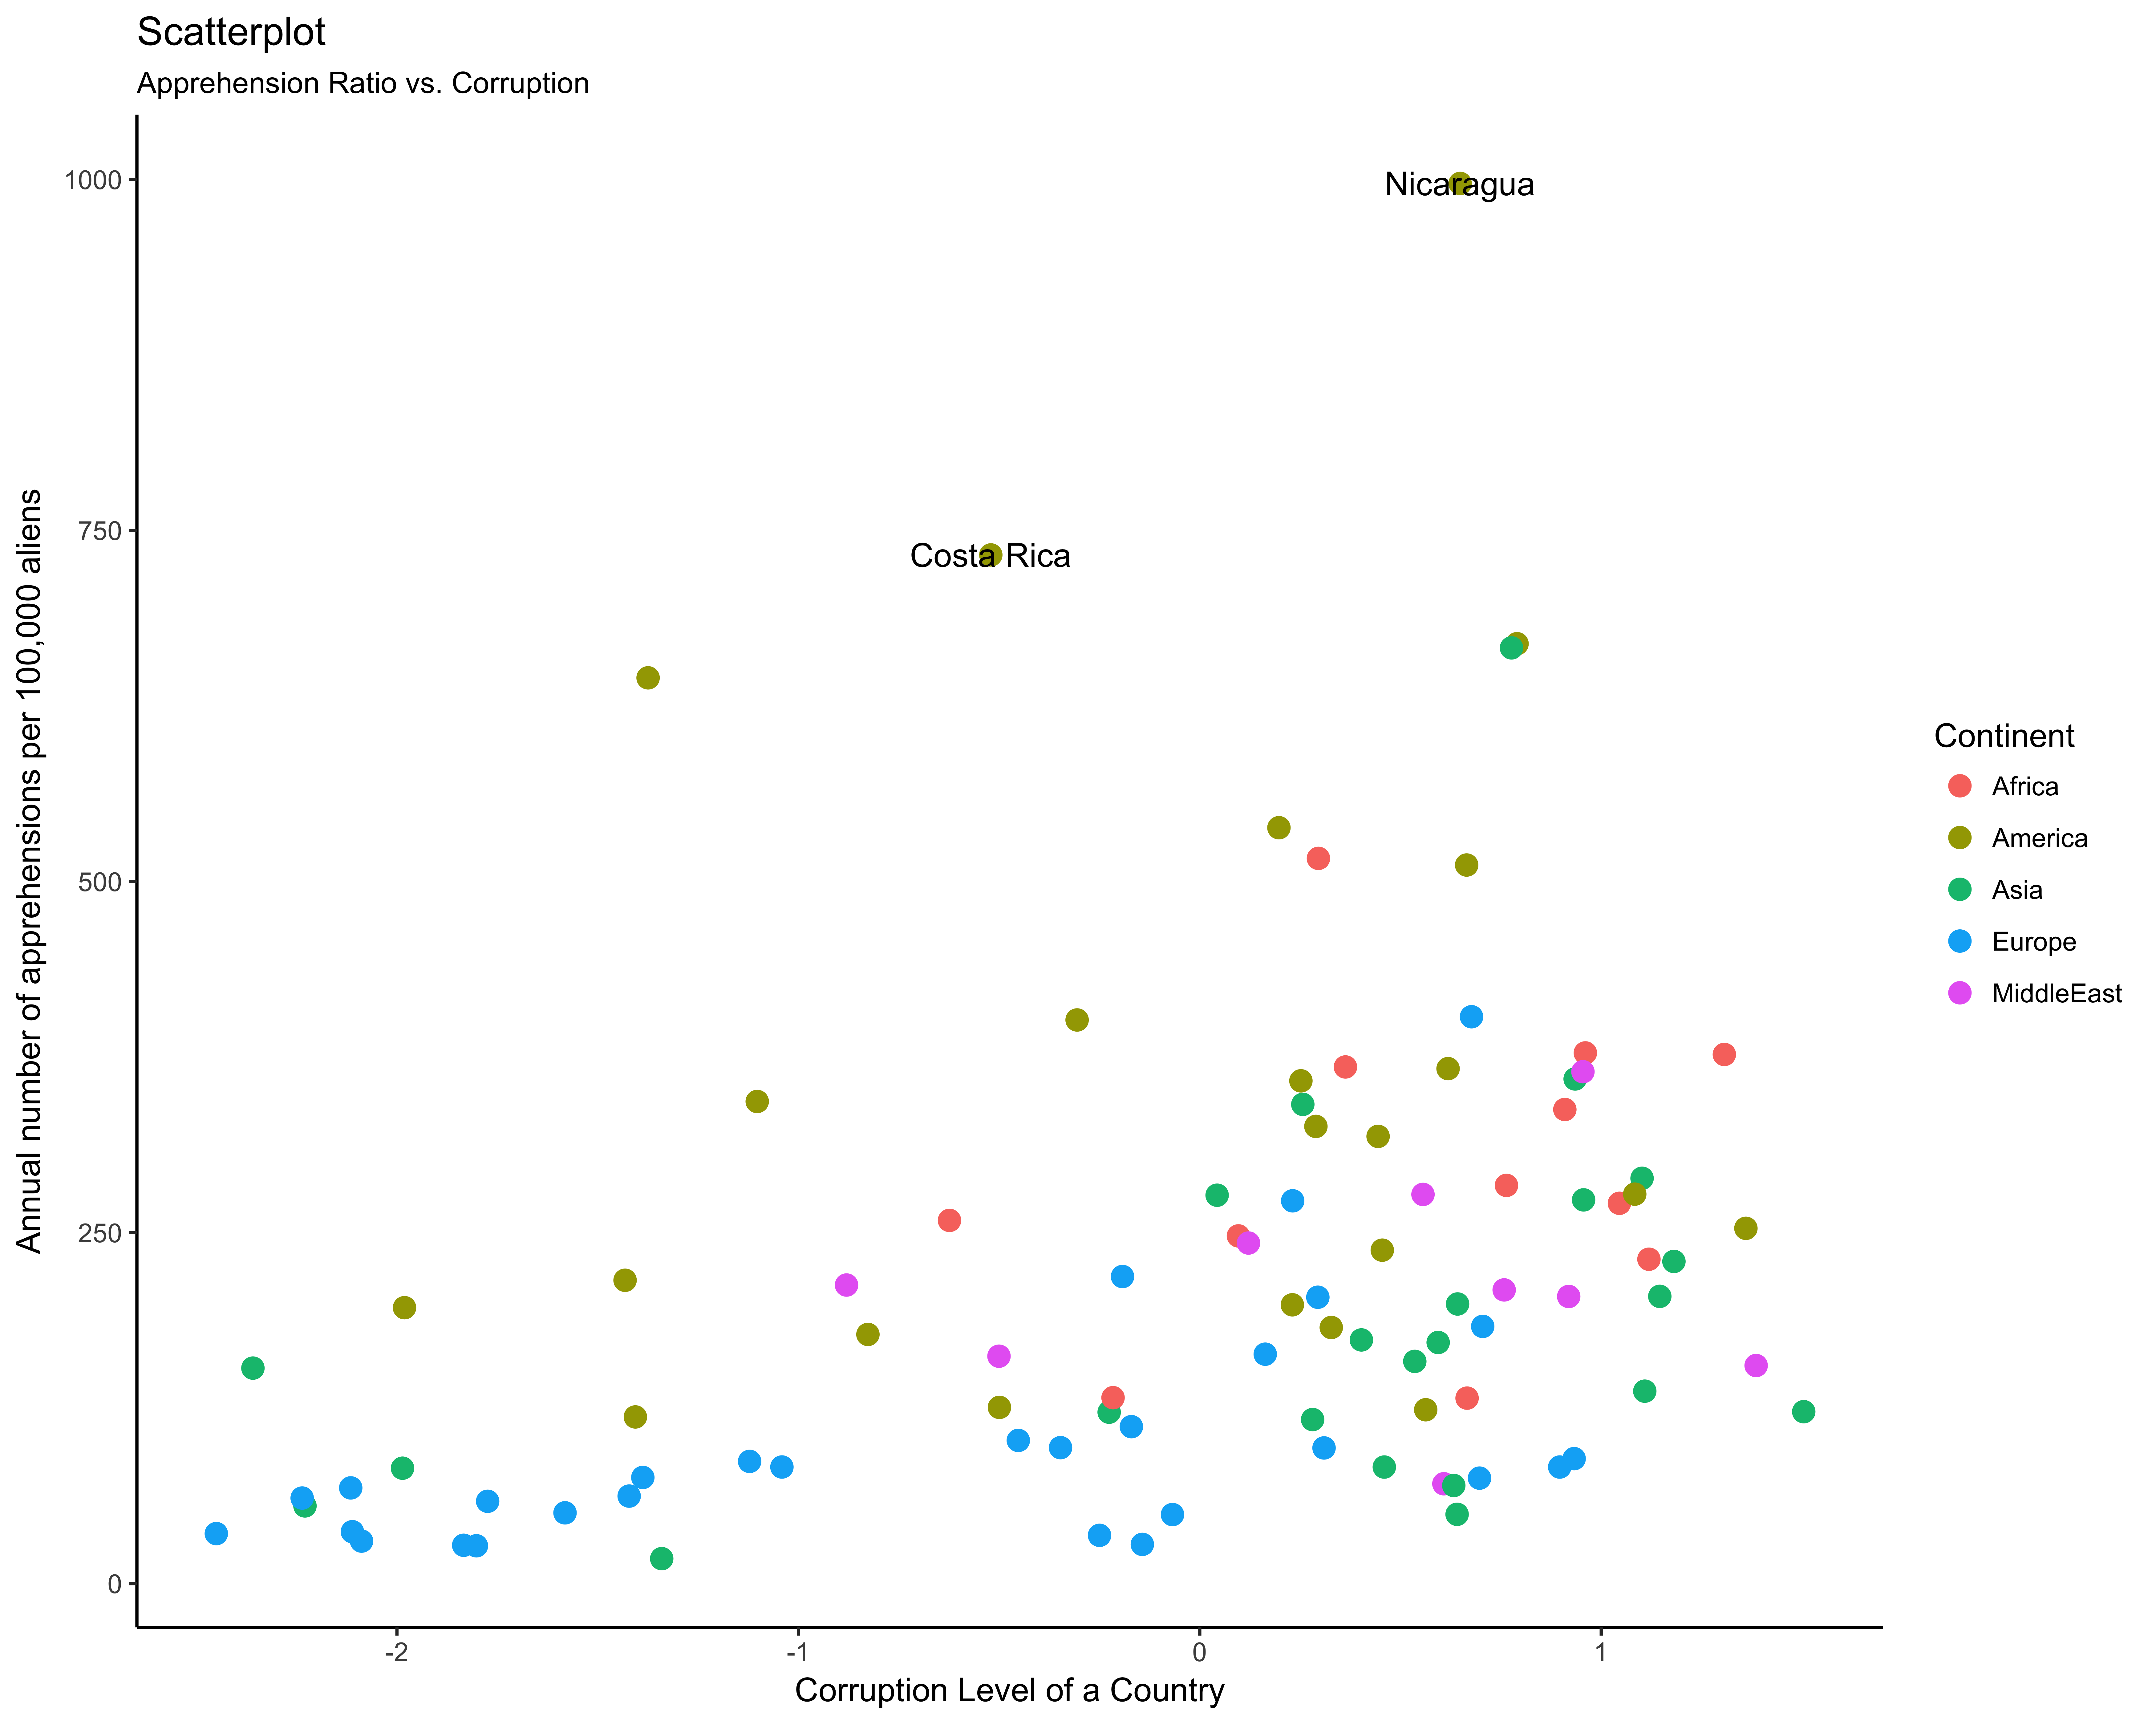 Scatterplot
Apprehension Ratio vs. Corruption
1000
750
500
250
0
Annual number of apprehensions per 100,000 aliens
Nicaragua
Costa Rica
-2
-1
0
1
Corruption Level of a Country
Continent
Africa
America
Asia
Europe
MiddleEast